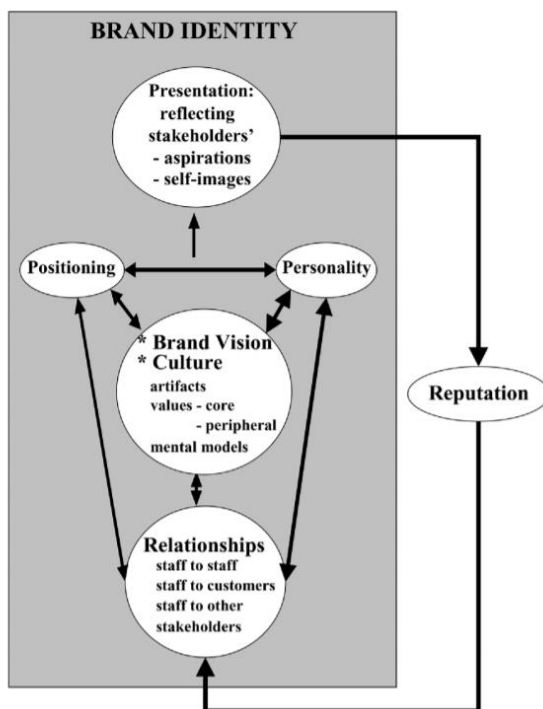 BRAND IDENTITY
Presentation:
reflecting
stakeholders’
- aspirations
- self-images
Positioning
Personality
* Brand Vision
* Culture
artifacts
values - core
- peripheral
mental models
Reputation
Relationships
staff to staff
staff to customers
staff to other
stakeholders